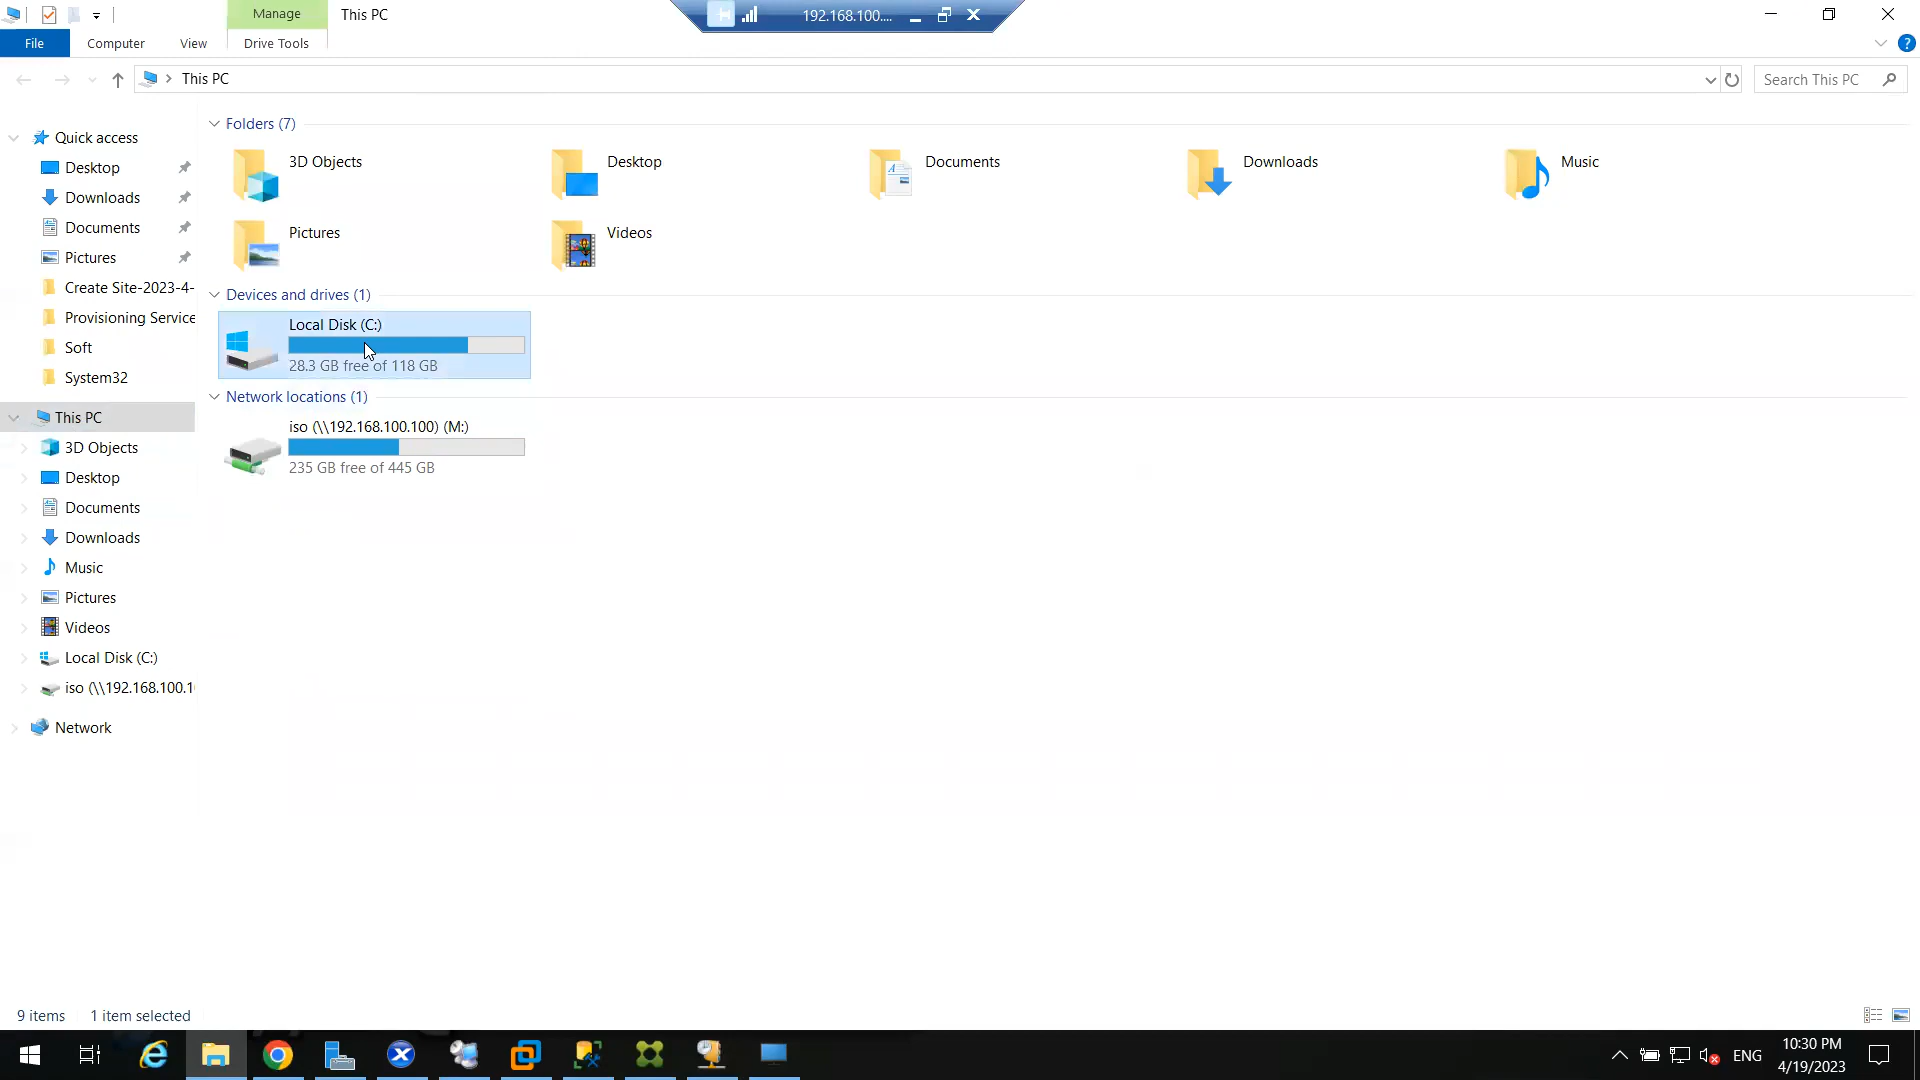 Manage
This PC
192.168.100....
File
Computer
View
Drive Tools
This PC
Search This PC
Quick access
Desktop
Downloads
Documents
Pictures
Create Site-2023-4-
Provisioning Service
Soft
System32
This PC
3D Objects
Desktop
Documents
Downloads
Music
Pictures
Videos
Local Disk (C:)
iso (\\192.168.100.1
Network
Folders (7)
3D Objects
Desktop
Documents
Downloads
Music
Pictures
Videos
Devices and drives (1)
Local Disk (C:)
28.3 GB free of 118 GB
Network locations (1)
iso (\\192.168.100.100) (M:)
235 GB free of 445 GB
9 items
1 item selected
ENG
10:30 PM
4/19/2023